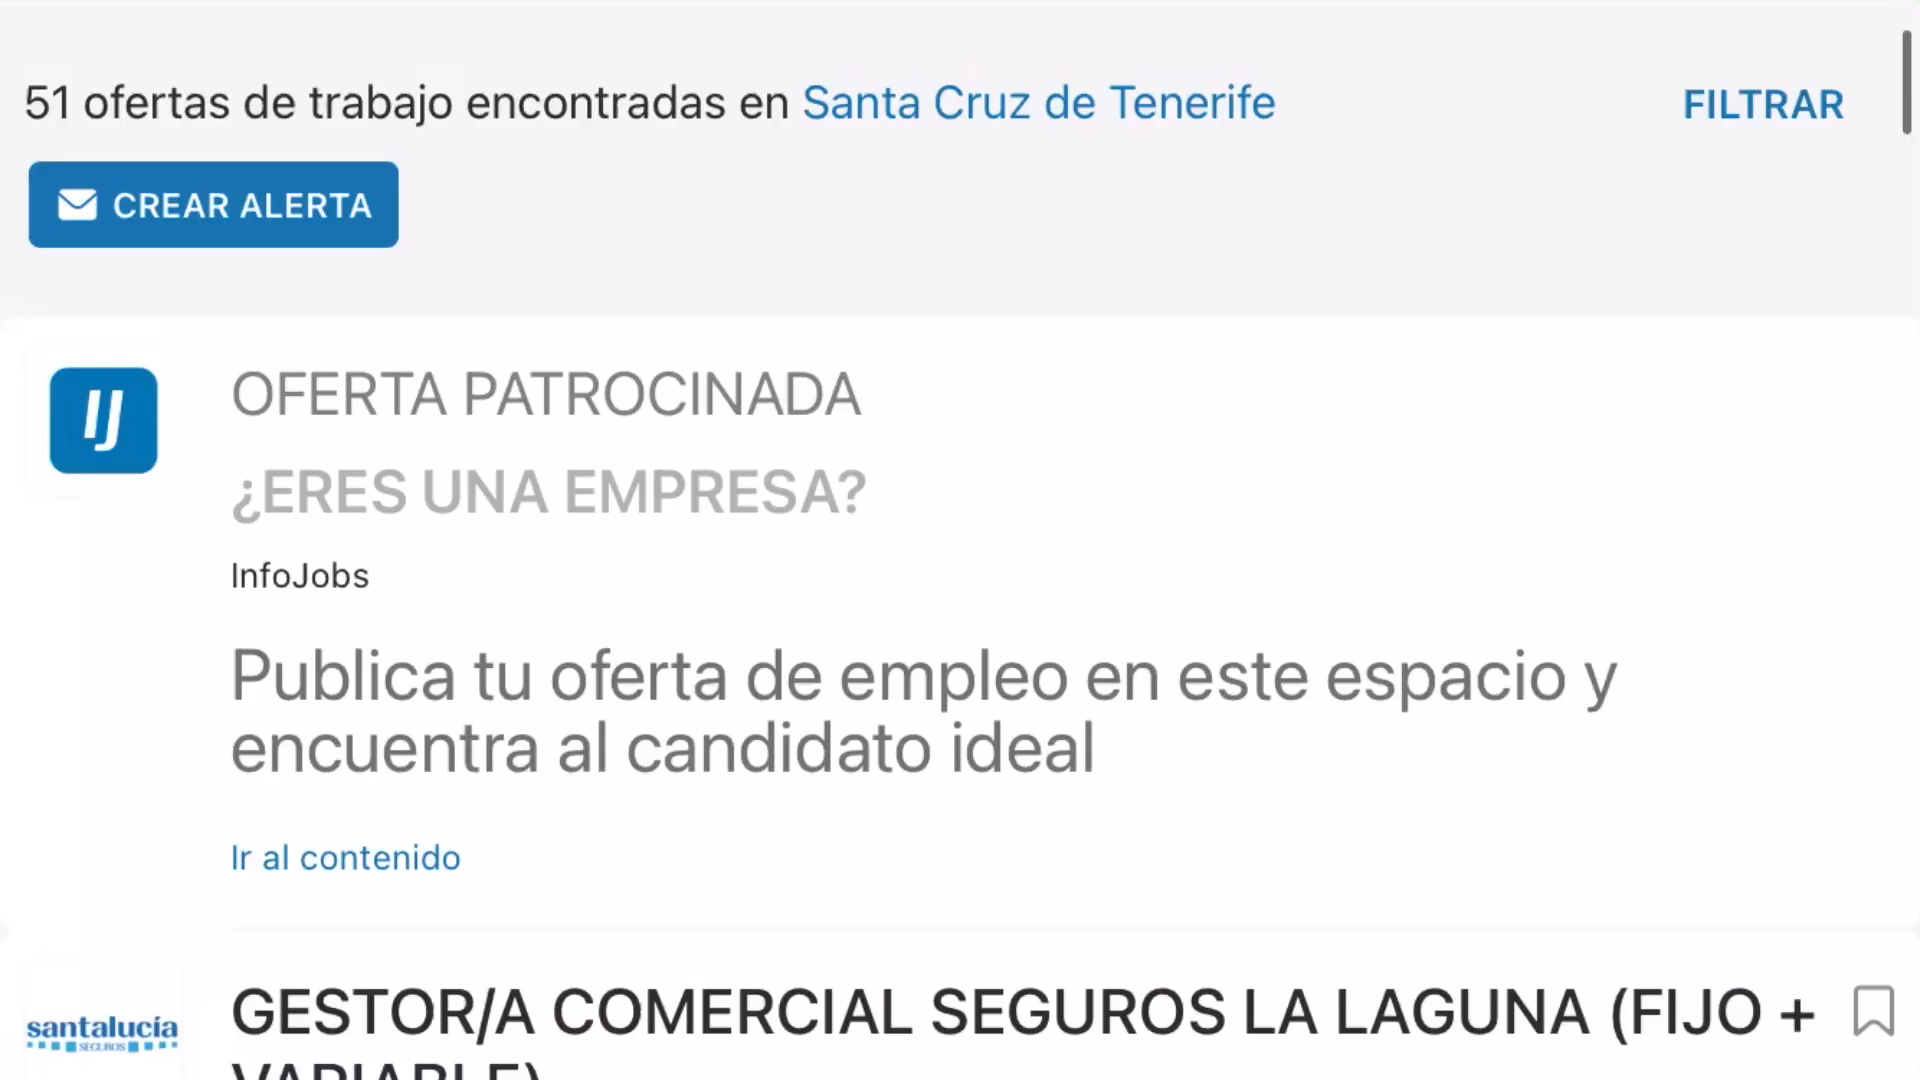 51 ofertas de trabajo encontradas en Santa Cruz de Tenerife
FILTRAR
CREAR ALERTA
IJ
OFERTA PATROCINADA
¿ERES UNA EMPRESA?
InfoJobs
Publica tu oferta de empleo en este espacio y
encuentra al candidato ideal
Ir al contenido
santalucía
SEGUROS
GESTOR/A COMERCIAL SEGUROS LA LAGUNA (FIJO +
VARIABLE)